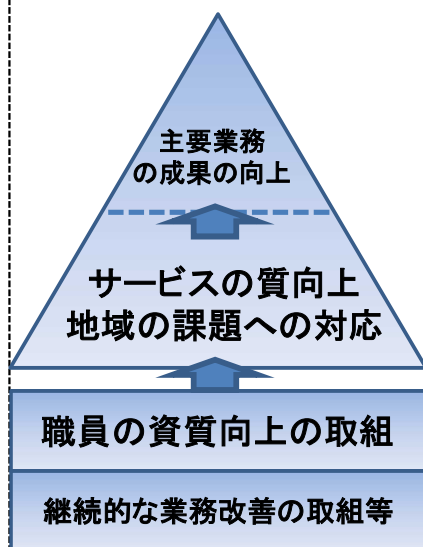 主要業務
の成果の向上
サービスの質向上
地域の課題への対応
職員の資質向上の取組
継続的な業務改善の取組等